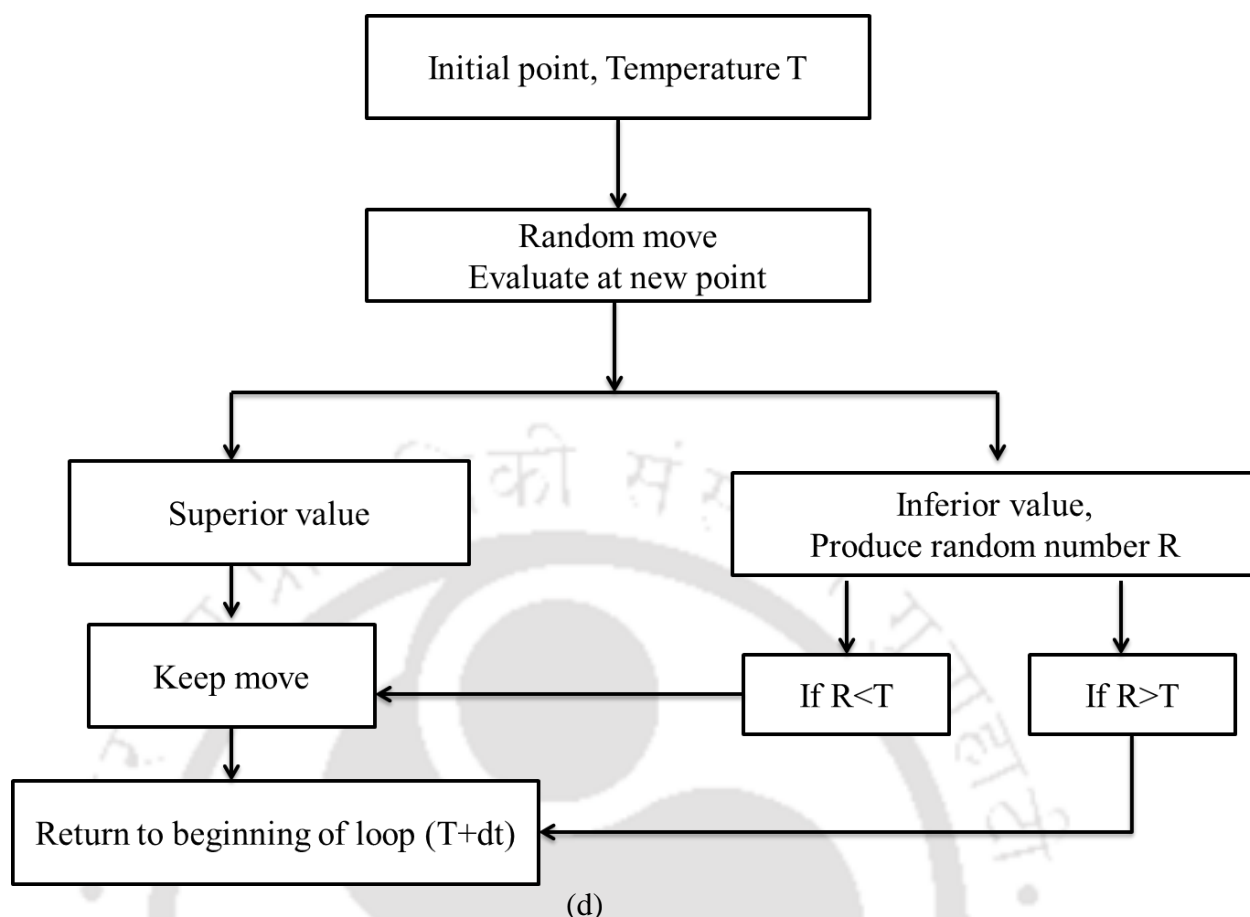 Initial point, Temperature T
Random move
Evaluate at new point
Superior value
Inferior value,
Produce random number R
Keep move
If R<T
If R>T
Return to beginning of loop (T+dt)
(d)